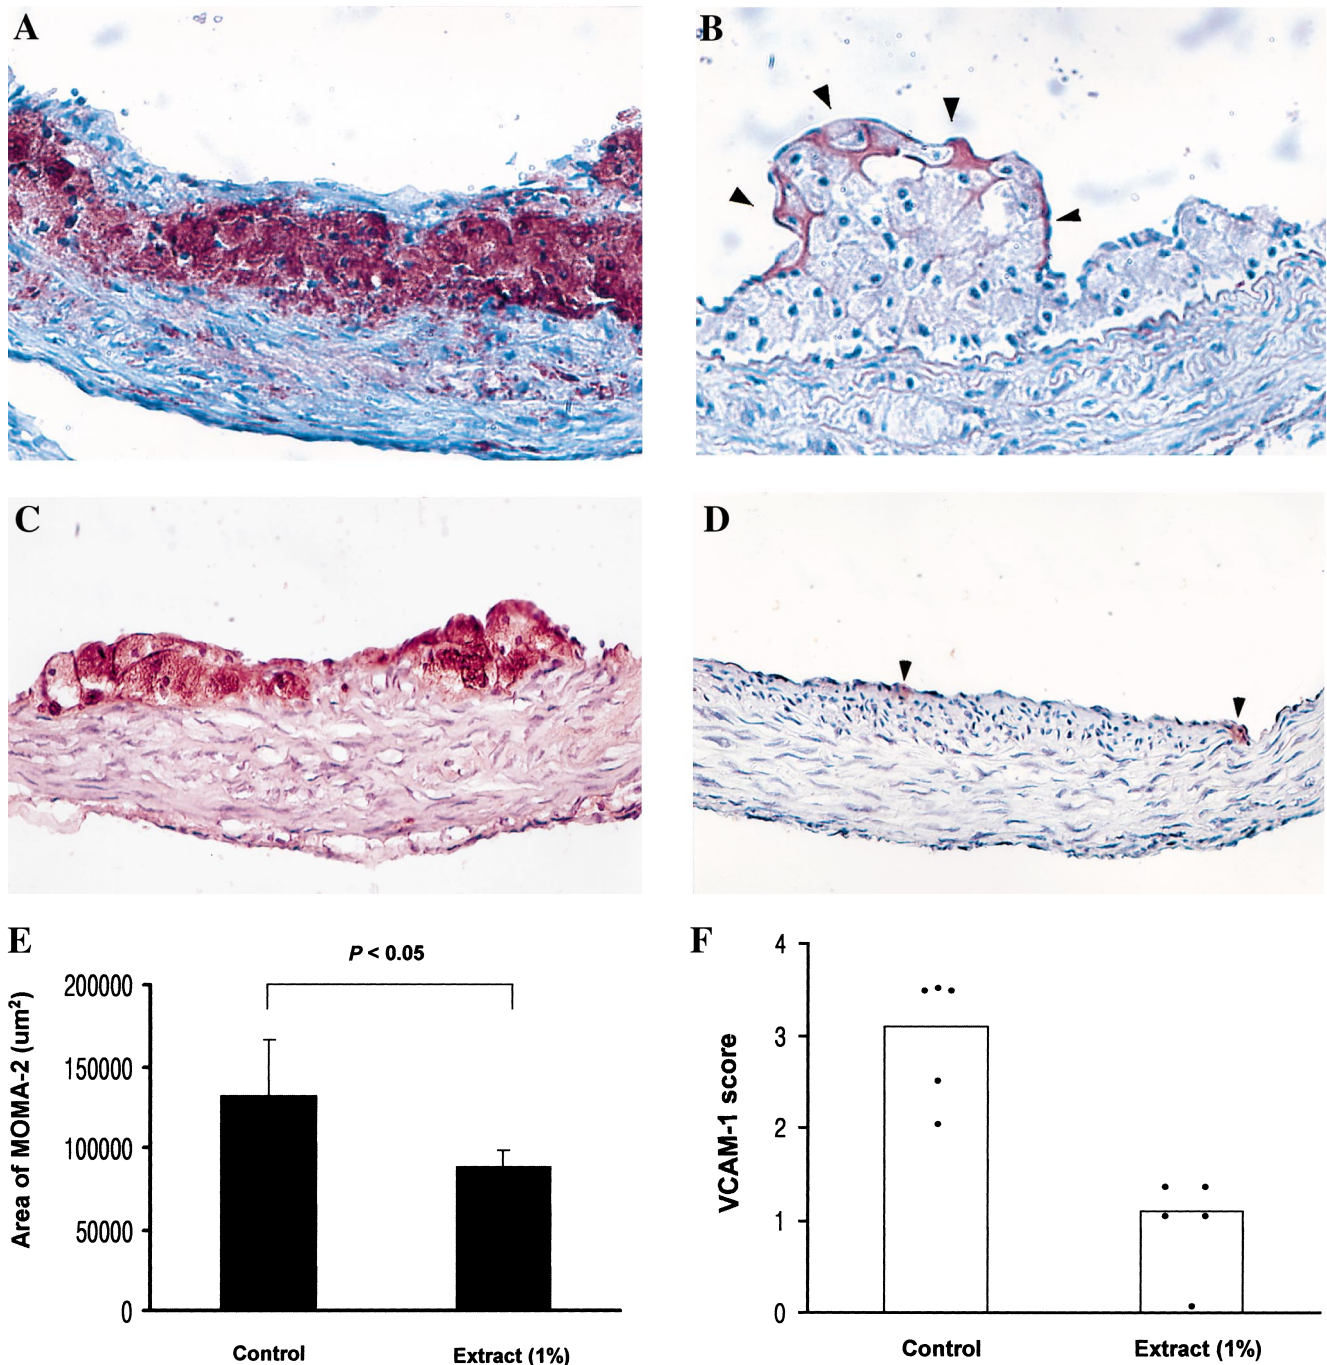 A
B
C
D
E
P < 0.05
200000
150000
100000
50000
0
Area of MOMA-2 (um²)
Control
Extract (1%)
F
4
3
2
1
0
VCAM-1 score
Control
Extract (1%)